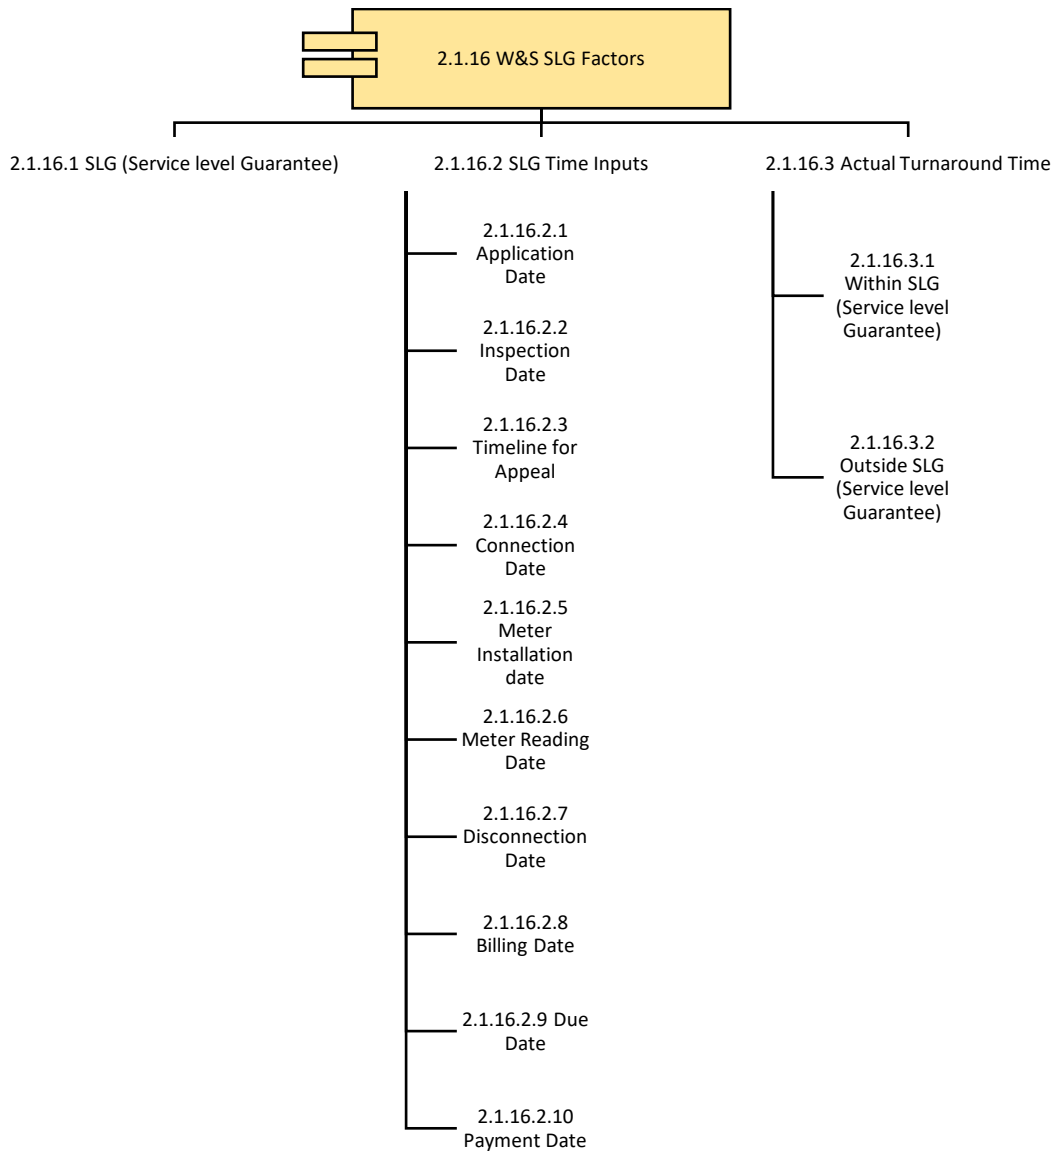 2.1.16 W&S SLG Factors
2.1.16.1 SLG (Service level Guarantee)
2.1.16.2 SLG Time Inputs
2.1.16.3 Actual Turnaround Time
2.1.16.2.1
Application
Date
2.1.16.2.2
Inspection
Date
2.1.16.2.3
Timeline for
Appeal
2.1.16.2.4
Connection
Date
2.1.16.2.5
Meter
Installation
date
2.1.16.2.6
Meter Reading
Date
2.1.16.2.7
Disconnection
Date
2.1.16.2.8
Billing Date
2.1.16.2.9 Due
Date
2.1.16.2.10
Payment Date
2.1.16.3.1
Within SLG
(Service level
Guarantee)
2.1.16.3.2
Outside SLG
(Service level
Guarantee)